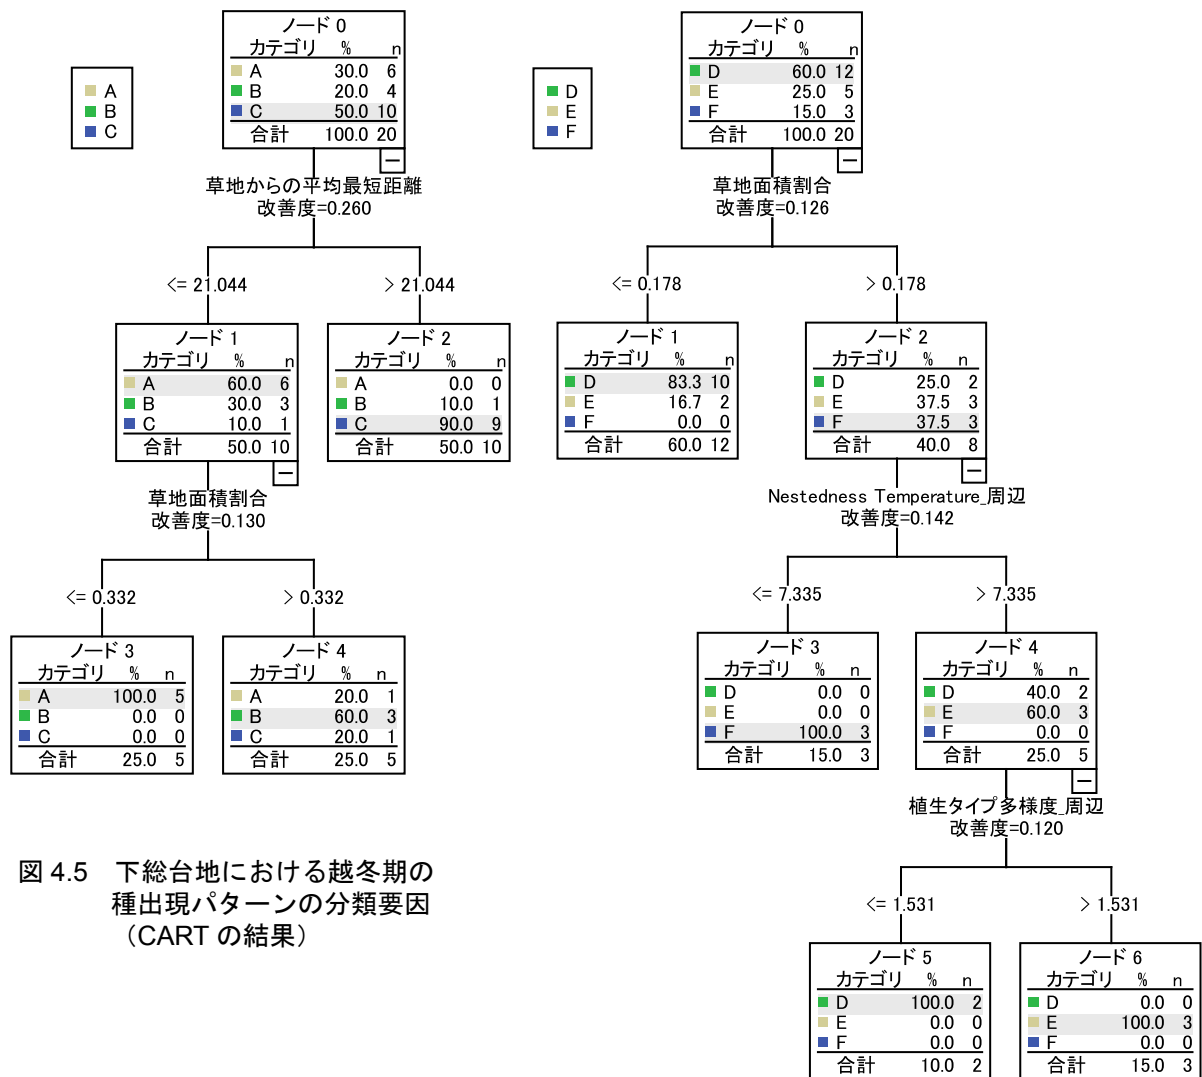 A
B
C
ノード 0
カテゴリ % n
A 30.0 6
B 20.0 4
C 50.0 10
合計 100.0 20
草地からの平均最短距離
改善度=0.260
<= 21.044
> 21.044
ノード 1
カテゴリ % n
A 60.0 6
B 30.0 3
C 10.0 1
合計 50.0 10
ノード 2
カテゴリ % n
A 0.0 0
B 10.0 1
C 90.0 9
合計 50.0 10
草地面積割合
改善度=0.130
<= 0.332
> 0.332
ノード 3
カテゴリ % n
A 100.0 5
B 0.0 0
C 0.0 0
合計 25.0 5
ノード 4
カテゴリ % n
A 20.0 1
B 60.0 3
C 20.0 1
合計 25.0 5
D
E
F
ノード 0
カテゴリ % n
D 60.0 12
E 25.0 5
F 15.0 3
合計 100.0 20
草地面積割合
改善度=0.126
<= 0.178
> 0.178
ノード 1
カテゴリ % n
D 83.3 10
E 16.7 2
F 0.0 0
合計 60.0 12
ノード 2
カテゴリ % n
D 25.0 2
E 37.5 3
F 37.5 3
合計 40.0 8
Nestedness Temperature_周辺
改善度=0.142
<= 7.335
> 7.335
ノード 3
カテゴリ % n
D 0.0 0
E 0.0 0
F 100.0 3
合計 15.0 3
ノード 4
カテゴリ % n
D 40.0 2
E 60.0 3
F 0.0 0
合計 25.0 5
植生タイプ多様度_周辺
改善度=0.120
<= 1.531
> 1.531
ノード 5
カテゴリ % n
D 100.0 2
E 0.0 0
F 0.0 0
合計 10.0 2
ノード 6
カテゴリ % n
D 0.0 0
E 100.0 3
F 0.0 0
合計 15.0 3
図 4.5 下総台地における越冬期の
種出現パターンの分類要因
（CART の結果）